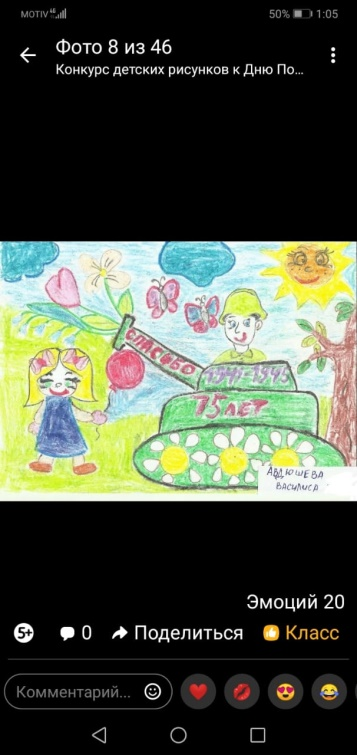 MOTIV 4G 50% 1:05
Фото 8 из 46
Конкурс детских рисунков к Дню По...
СПАСИБО
1941-1945
75 ЛЕТ
АВДЮШЕВА
ВАСИЛИСА
Эмоций 20
5+ 0 Поделиться Класс
Комментарий...